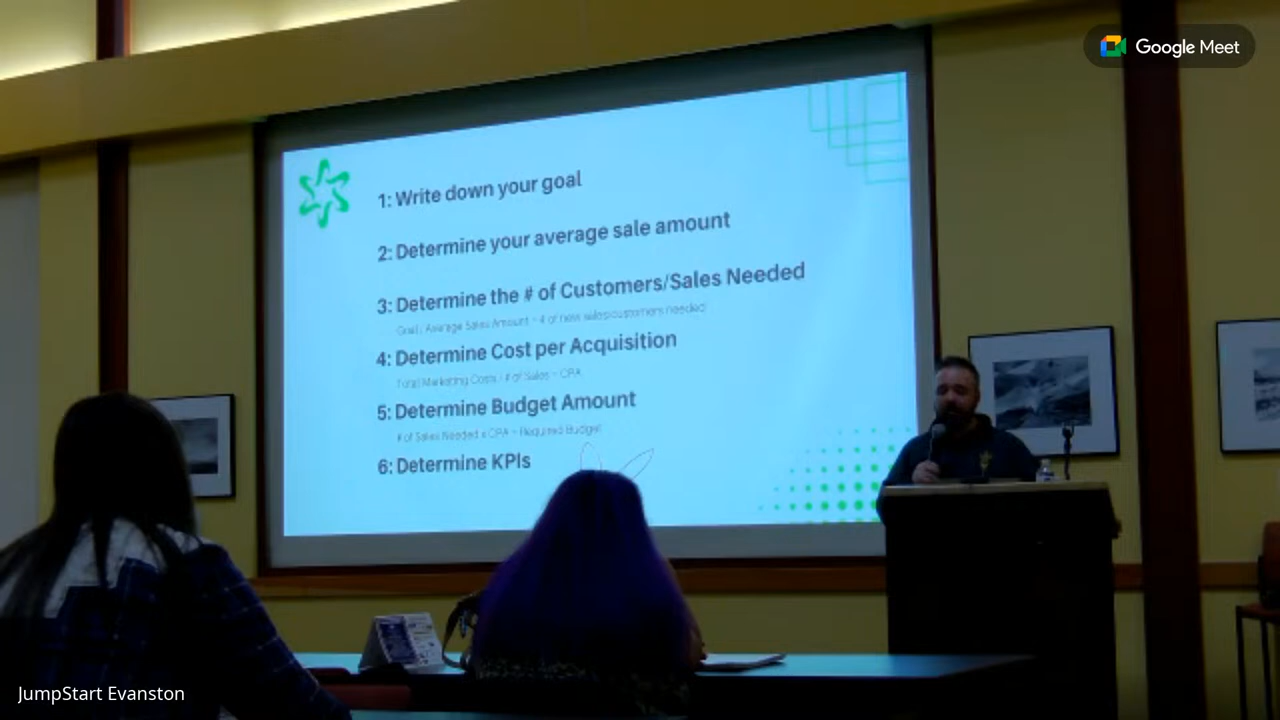 Google Meet
1: Write down your goal
2: Determine your average sale amount
3: Determine the # of Customers/Sales Needed
Goal / Average Sales Amount = # of new sales/customers needed
4: Determine Cost per Acquisition
Total Marketing Costs / # of Sales = CPA
5: Determine Budget Amount
# of Sales Needed x CPA = Required Budget
6: Determine KPIs
JumpStart Evanston